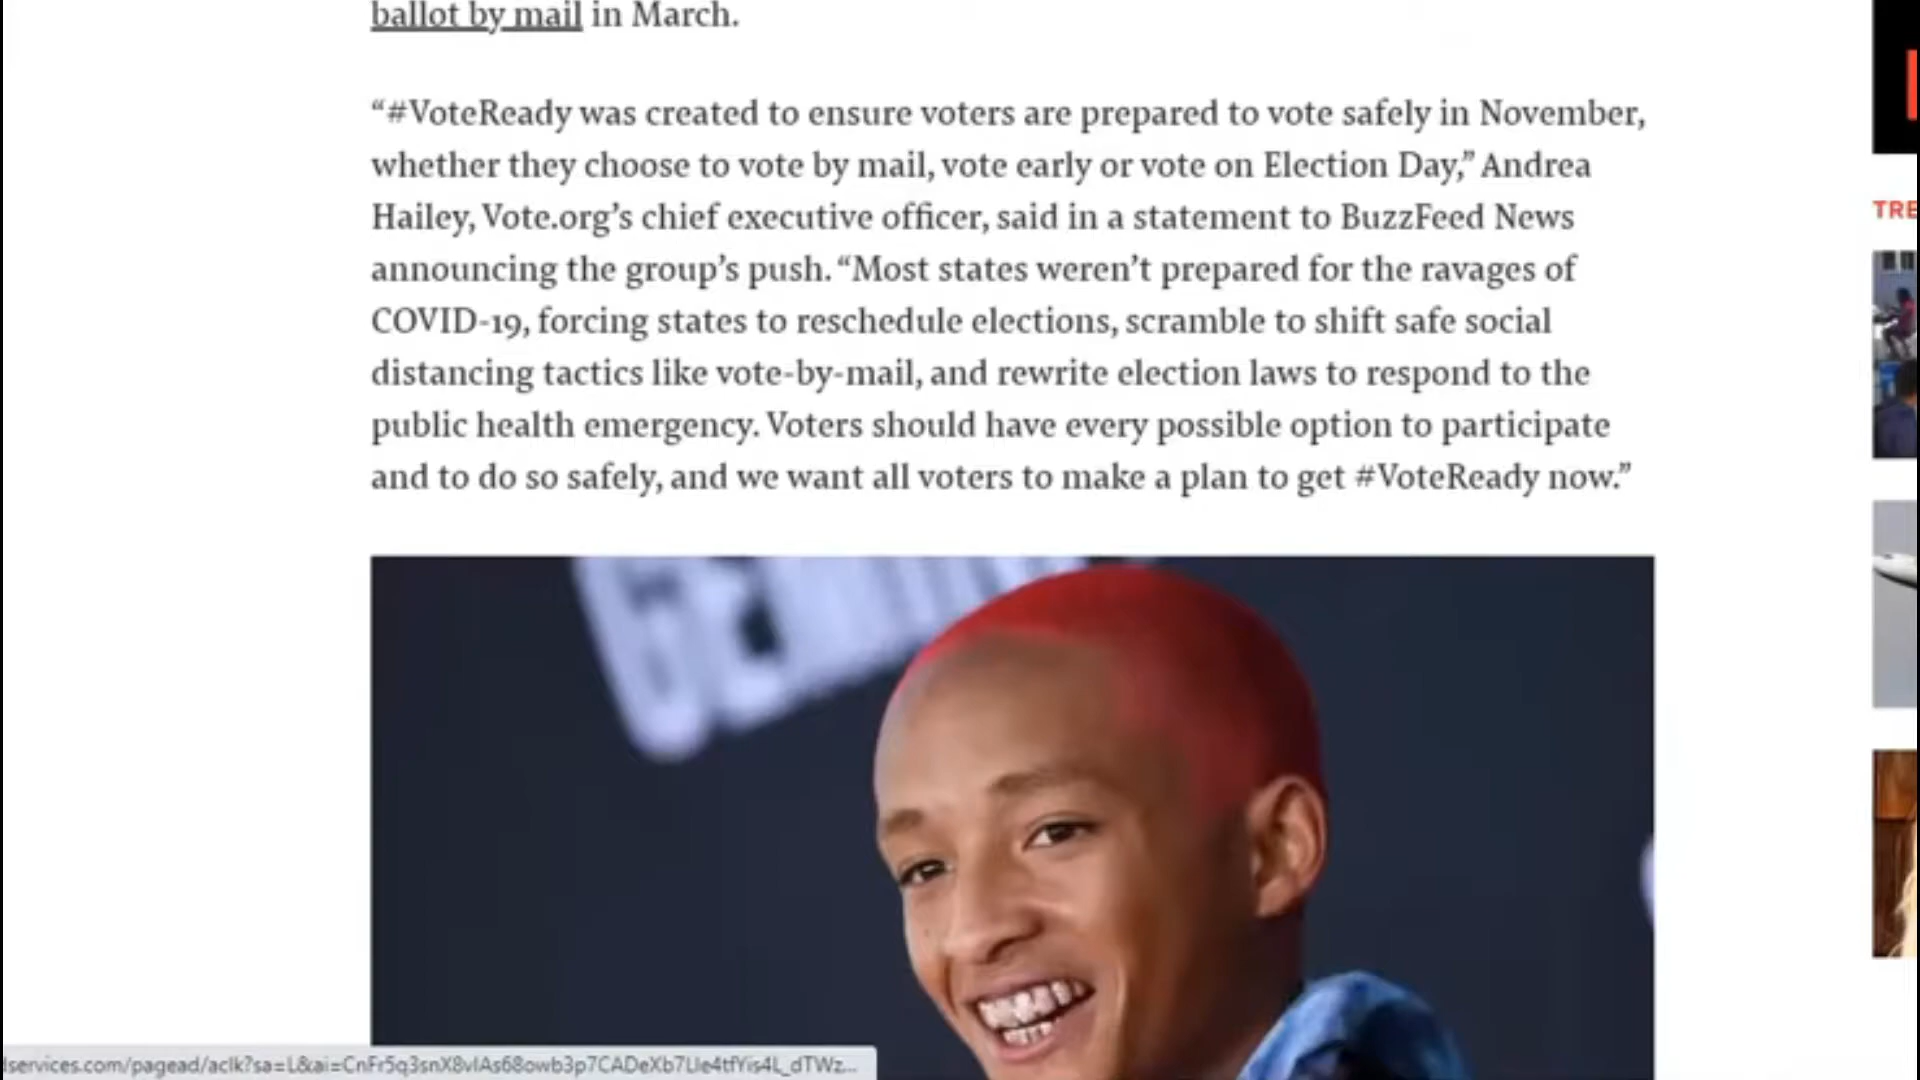 ballot by mail in March.
“#VoteReady was created to ensure voters are prepared to vote safely in November,
whether they choose to vote by mail, vote early or vote on Election Day,” Andrea
Hailey, Vote.org’s chief executive officer, said in a statement to BuzzFeed News
announcing the group’s push. “Most states weren’t prepared for the ravages of
COVID-19, forcing states to reschedule elections, scramble to shift safe social
distancing tactics like vote-by-mail, and rewrite election laws to respond to the
public health emergency. Voters should have every possible option to participate
and to do so safely, and we want all voters to make a plan to get #VoteReady now.”
TRE